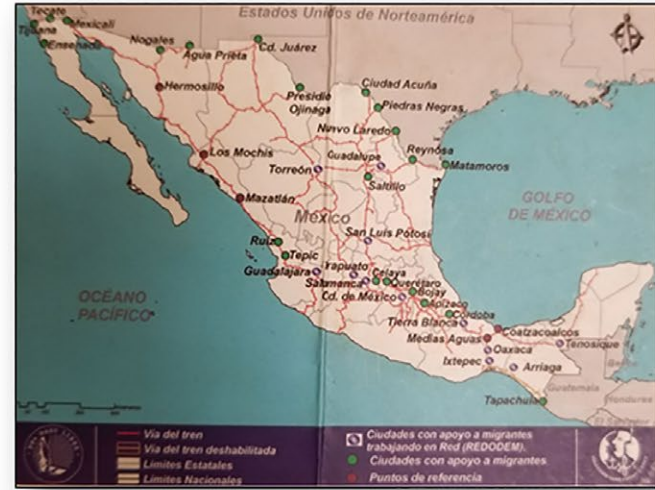 Estados Unidos de Norteamérica
Tecate
Tijuana
Mexicali
Ensenada
Nogales
Agua Prieta
Cd. Juárez
Hermosillo
Presidio
Ojinaga
Ciudad Acuña
Piedras Negras
Nuevo Laredo
Reynosa
Matamoros
Los Mochis
Torreón
Guadalupe
Saltillo
Mazatlán
México
GOLFO
DE MÉXICO
San Luis Potosí
Ruiz
Tepic
Guadalajara
Irapuato
Celaya
Salamanca
Querétaro
Bojay
Cd. de México
Apizaco
Córdoba
Tierra Blanca
OCÉANO
PACÍFICO
Coatzacoalcos
Medias Aguas
Oaxaca
Tenosique
Ixtepec
Arriaga
Tapachula
Guatemala
Honduras
El Salvador
Vía del tren
Vía del tren deshabilitada
Límites Estatales
Límites Nacionales
Ciudades con apoyo a migrantes
trabajando en Red (REDODEM).
Ciudades con apoyo a migrantes
Puntos de referencia